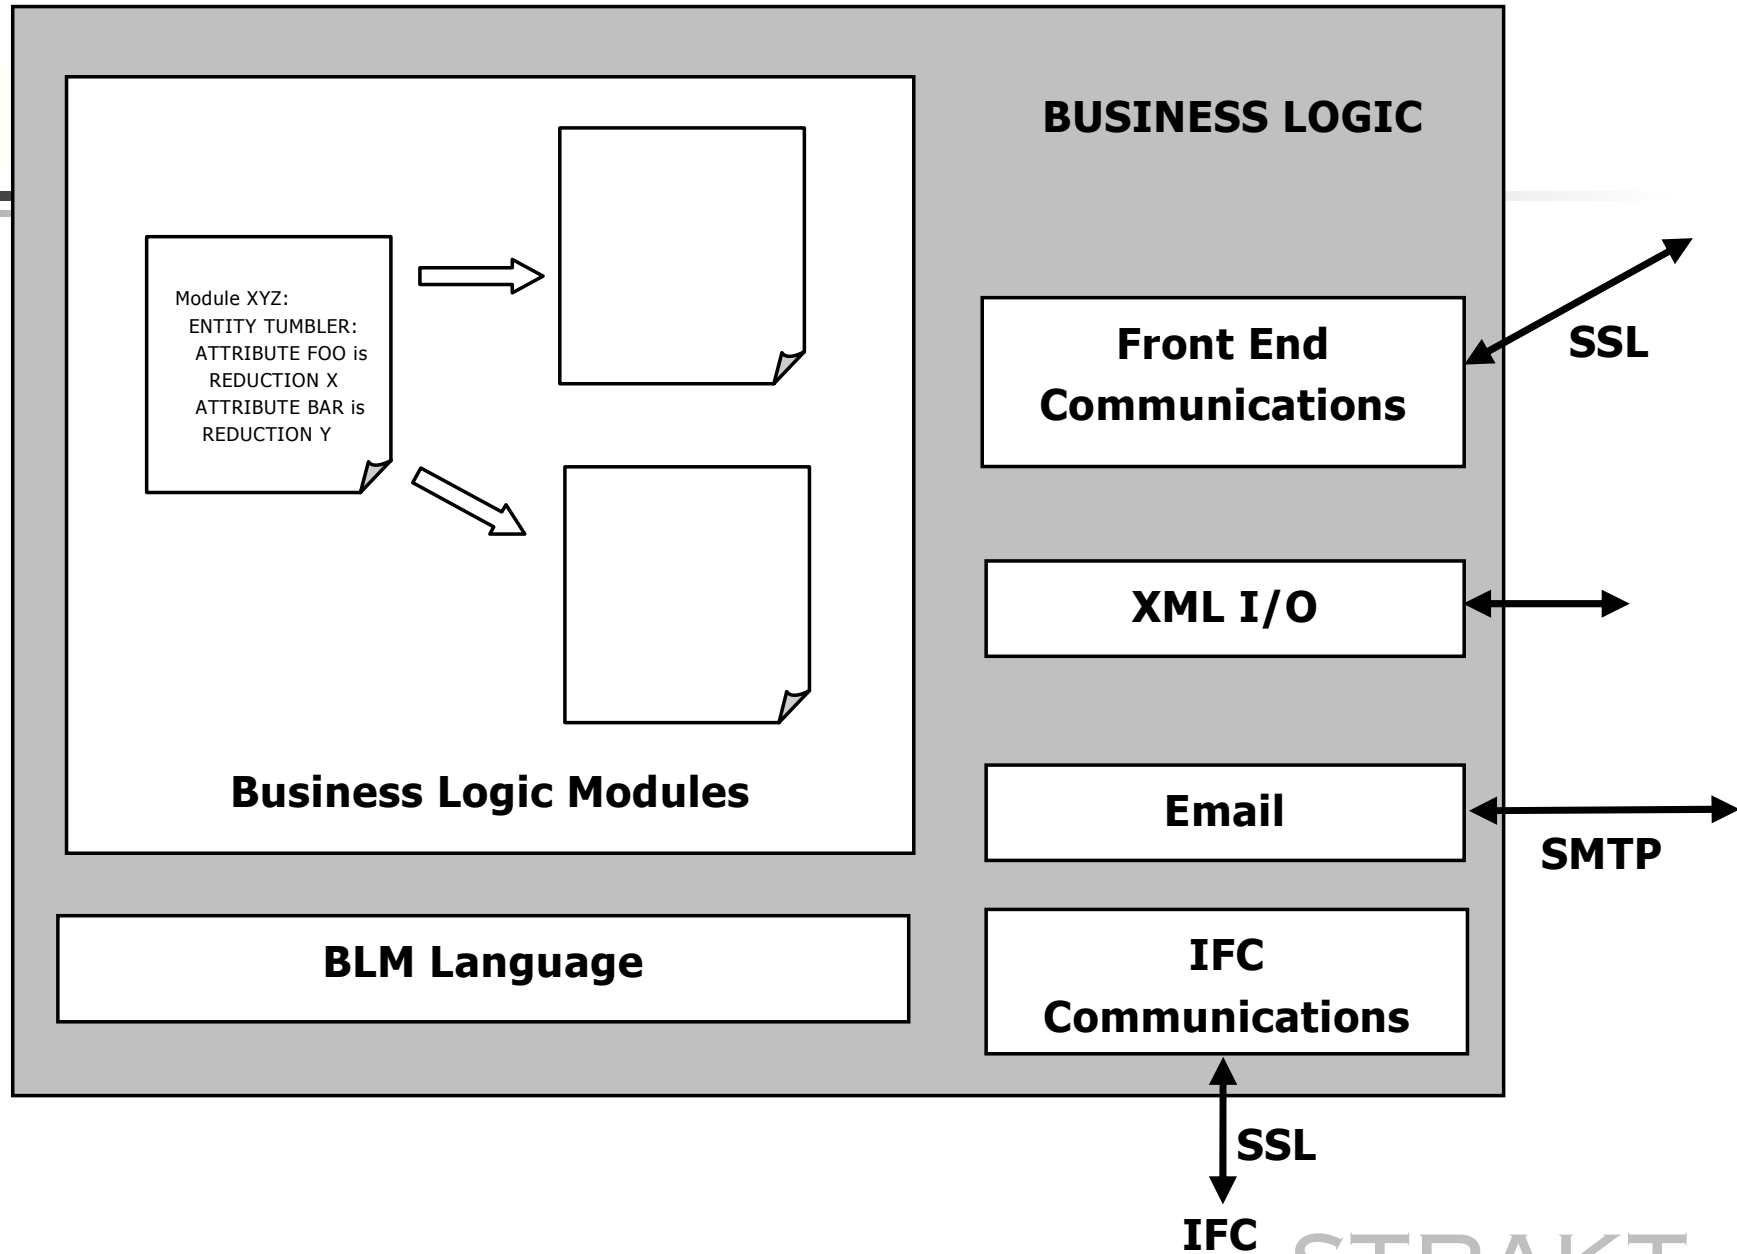 BUSINESS LOGIC
Module XYZ:
ENTITY TUMBLER:
ATTRIBUTE FOO is
REDUCTION X
ATTRIBUTE BAR is
REDUCTION Y
Business Logic Modules
BLM Language
Front End
Communications
SSL
XML I/O
Email
SMTP
IFC
Communications
SSL
IFC
STRAKT